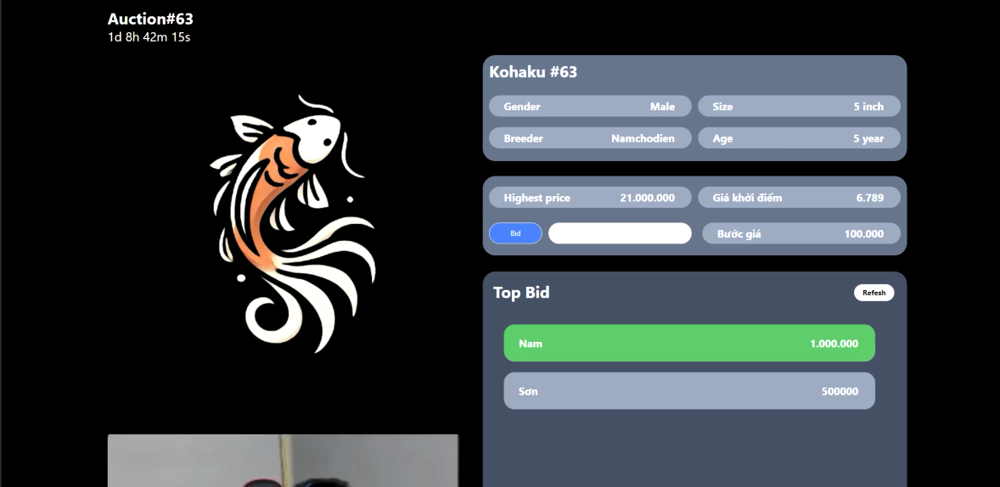 Auction#63
1d 8h 42m 15s
Kohaku #63
Gender Male Size 5 inch
Breeder Namchodien Age 5 year
Highest price 21.000.000 Giá khởi điểm 6.789
Bid Bước giá 100.000
Top Bid Refesh
Nam 1.000.000
Sơn 500000